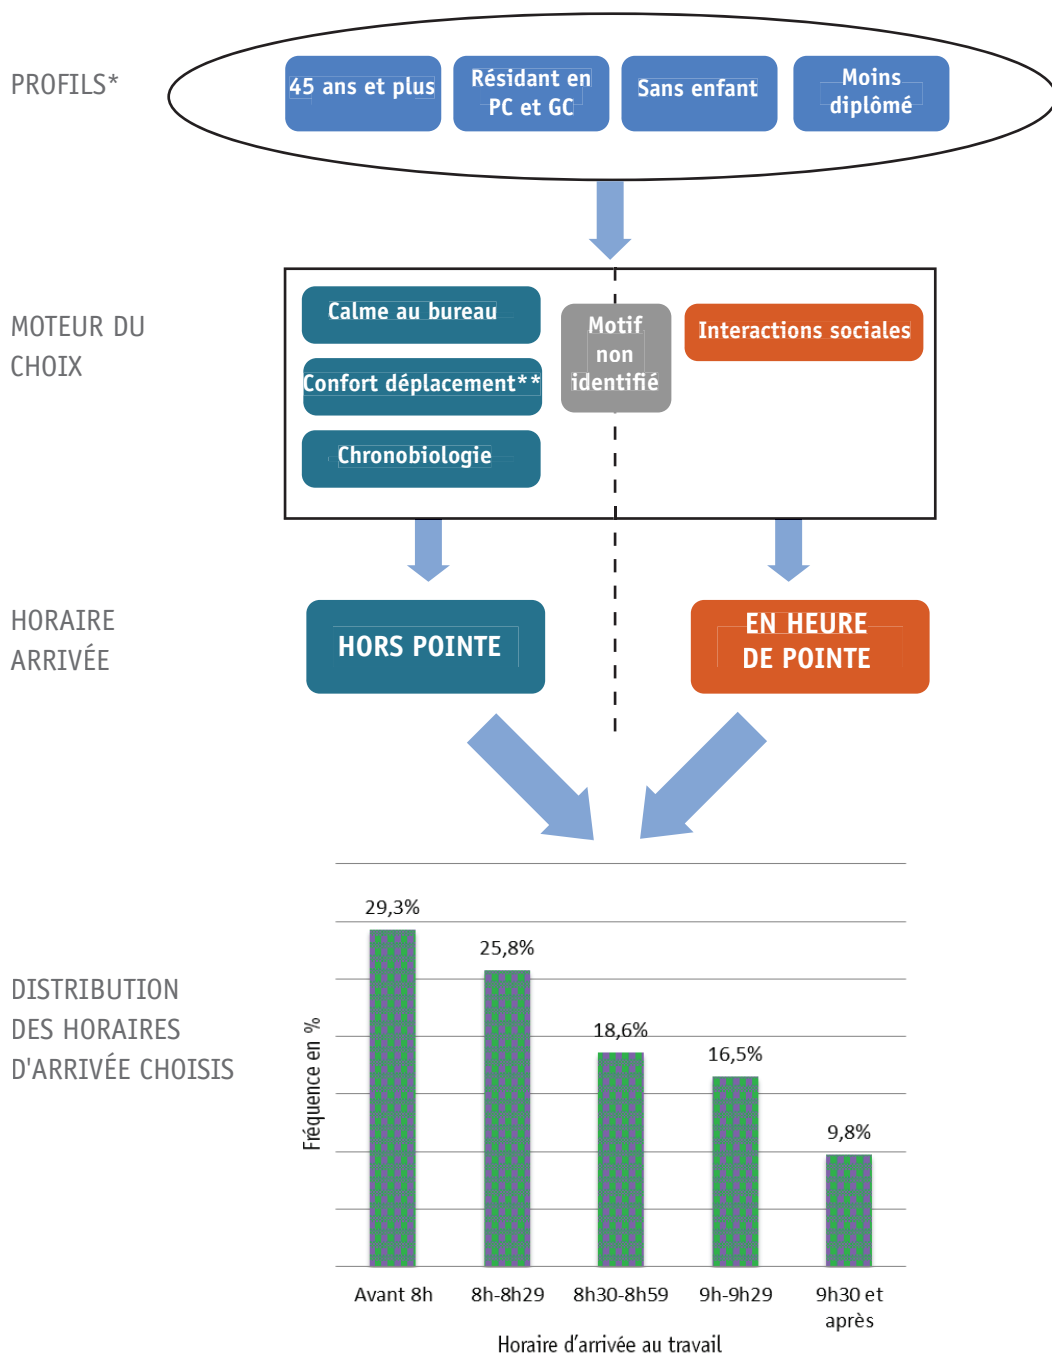 PROFILS*
45 ans et plus
Résidant en
PC et GC
Sans enfant
Moins
diplômé
MOTEUR DU
CHOIX
Calme au bureau
Confort déplacement**
Chronobiologie
Motif
non
identifié
Interactions sociales
HORAIRE
ARRIVÉE
HORS POINTE
EN HEURE
DE POINTE
DISTRIBUTION
DES HORAIRES
D'ARRIVÉE CHOISIS
Fréquence en %
29,3%
25,8%
18,6%
16,5%
9,8%
Avant 8h
8h-8h29
8h30-8h59
9h-9h29
9h30 et
après
Horaire d’arrivée au travail